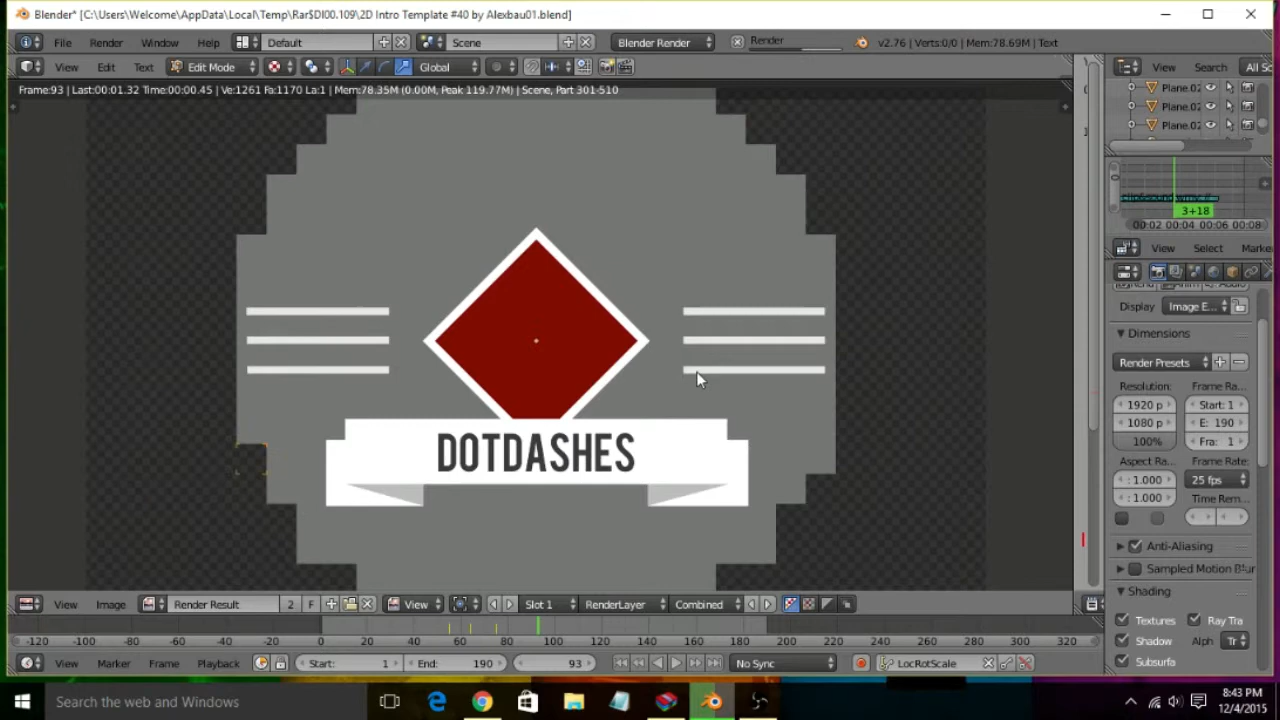 Blender* [C:\Users\Welcome\AppData\Local\Temp\Rar$DI00.109\2D Intro Template #40 by Alexbau01.blend]
File Render Window Help Default Scene Blender Render Render v2.76 | Verts:0/0 | Mem:78.69M | Text
View Edit Text Edit Mode Global View Search All Sc
Frame:93 | Last:00:01.32 Time:00:00.45 | Ve:1261 Fa:1170 La:1 | Mem:78.35M (0.00M, Peak 119.77M) | Scene, Part 301-510
Plane.02
Plane.02
Plane.02
3+18
00:02 00:04 00:06 00:08
View Select Marke
Display Image E...
Dimensions
Render Presets
Resolution: Frame Ra...
1920 p Start: 1
1080 p E: 190
100% Fra: 1
Aspect Ra... Frame Rate:
: 1.000 25 fps
: 1.000 Time Rem...
Anti-Aliasing
Sampled Motion Blur
Shading
Textures Ray Tra
Shadow Alph Tr
Subsurfa
DOTDASHES
View Image Render Result 2 F View Slot 1 RenderLayer Combined
-120 -100 -80 -60 -40 -20 0 20 40 60 80 100 120 140 160 180 200 220 240 260 280 300 320
View Marker Frame Playback Start: 1 End: 190 93 No Sync LocRotScale
Search the web and Windows
8:43 PM
12/4/2015